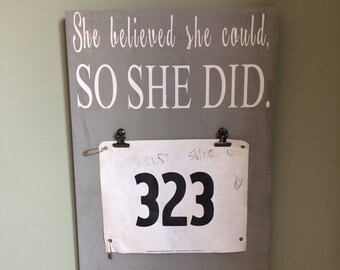 She believed she could,
SO SHE DID.
323